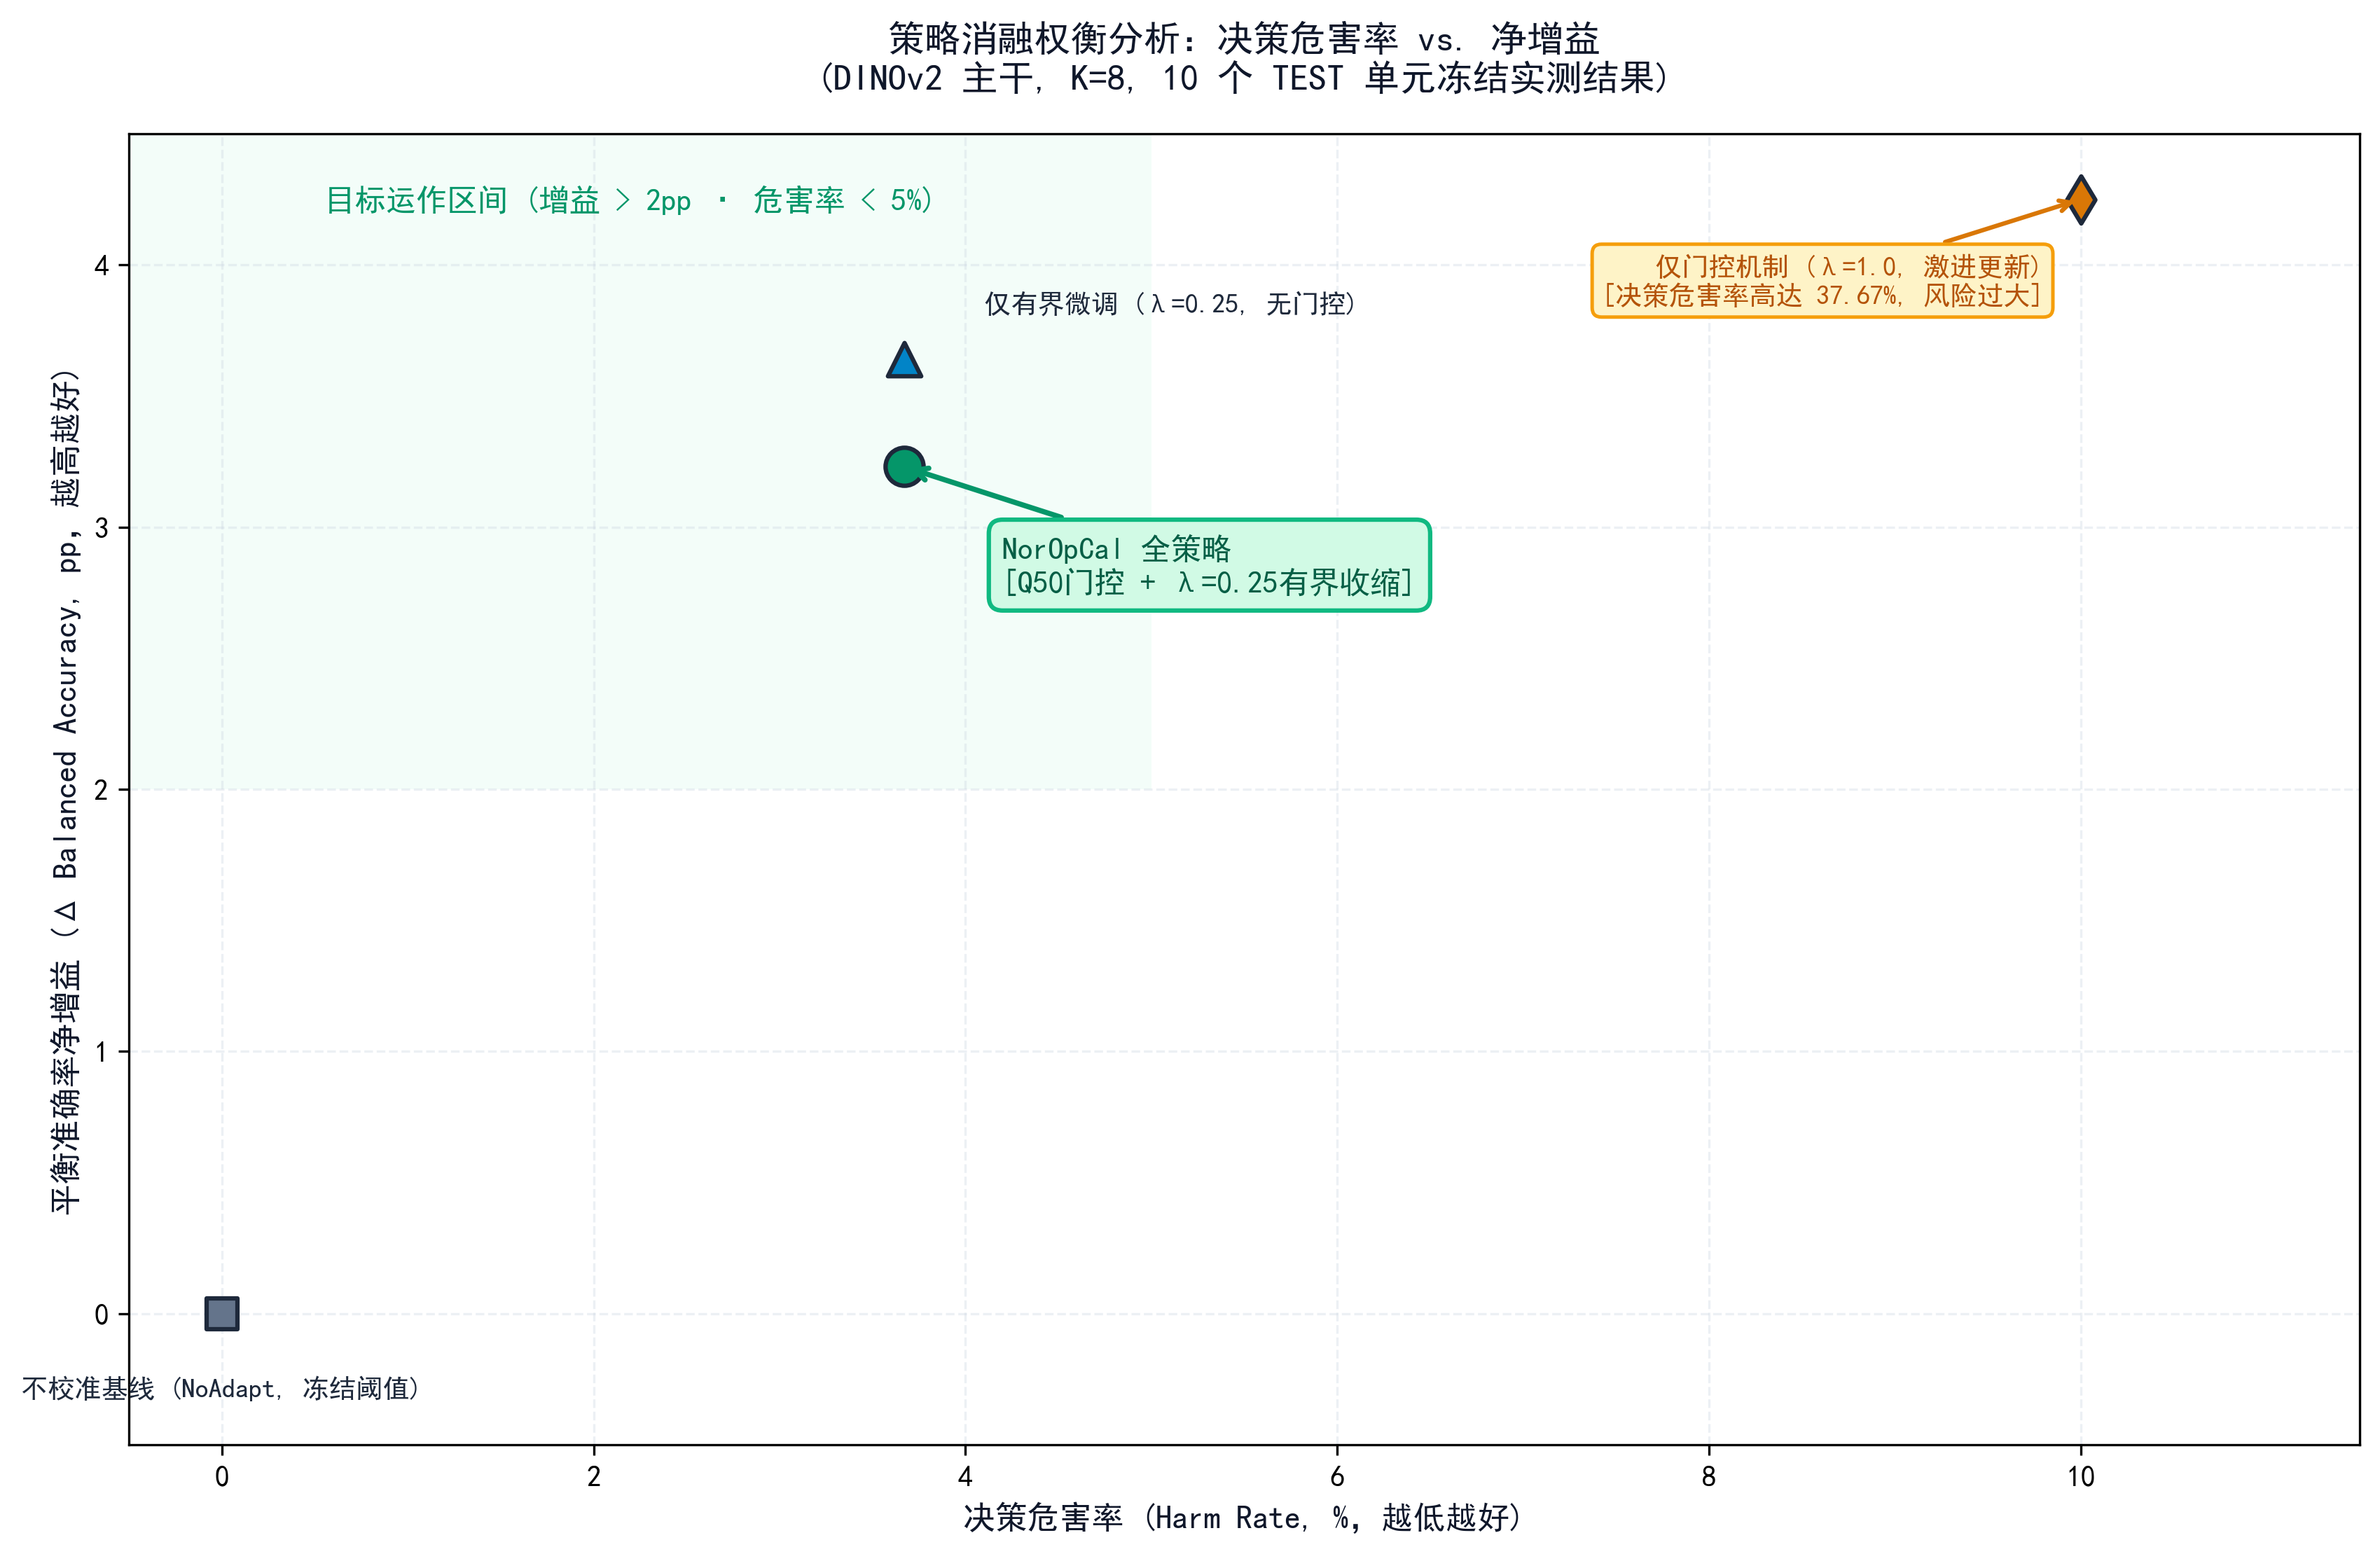 策略消融权衡分析：决策危害率 vs. 净增益
(DINOv2 主干, K=8, 10 个 TEST 单元冻结实测结果)
目标运作区间 (增益 > 2pp · 危害率 < 5%)
仅门控机制 (λ=1.0, 激进更新)
[决策危害率高达 37.67%, 风险过大]
仅有界微调 (λ=0.25, 无门控)
NorOpCal 全策略
[Q50门控 + λ=0.25有界收缩]
不校准基线 (NoAdapt, 冻结阈值)
平衡准确率净增益 (Δ Balanced Accuracy, pp，越高越好)
4
3
2
1
0
0
2
4
6
8
10
决策危害率 (Harm Rate, %，越低越好)